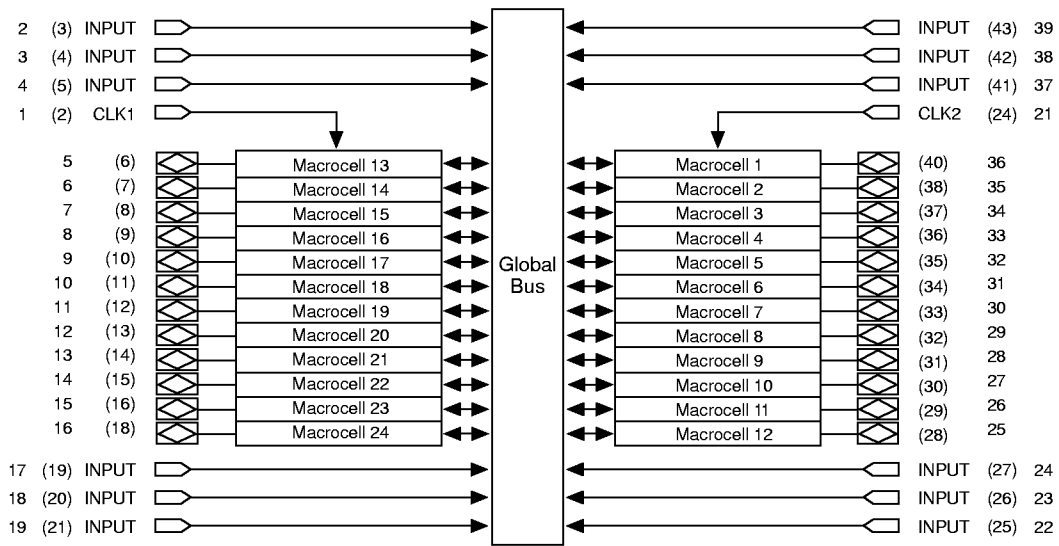 2 (3) INPUT INPUT (43) 39
3 (4) INPUT INPUT (42) 38
4 (5) INPUT INPUT (41) 37
1 (2) CLK1 CLK2 (24) 21
5 (6) Macrocell 13 Macrocell 1 (40) 36
6 (7) Macrocell 14 Macrocell 2 (38) 35
7 (8) Macrocell 15 Macrocell 3 (37) 34
8 (9) Macrocell 16 Macrocell 4 (36) 33
9 (10) Macrocell 17 Global Macrocell 5 (35) 32
10 (11) Macrocell 18 Bus Macrocell 6 (34) 31
11 (12) Macrocell 19 Macrocell 7 (33) 30
12 (13) Macrocell 20 Macrocell 8 (32) 29
13 (14) Macrocell 21 Macrocell 9 (31) 28
14 (15) Macrocell 22 Macrocell 10 (30) 27
15 (16) Macrocell 23 Macrocell 11 (29) 26
16 (18) Macrocell 24 Macrocell 12 (28) 25
17 (19) INPUT INPUT (27) 24
18 (20) INPUT INPUT (26) 23
19 (21) INPUT INPUT (25) 22